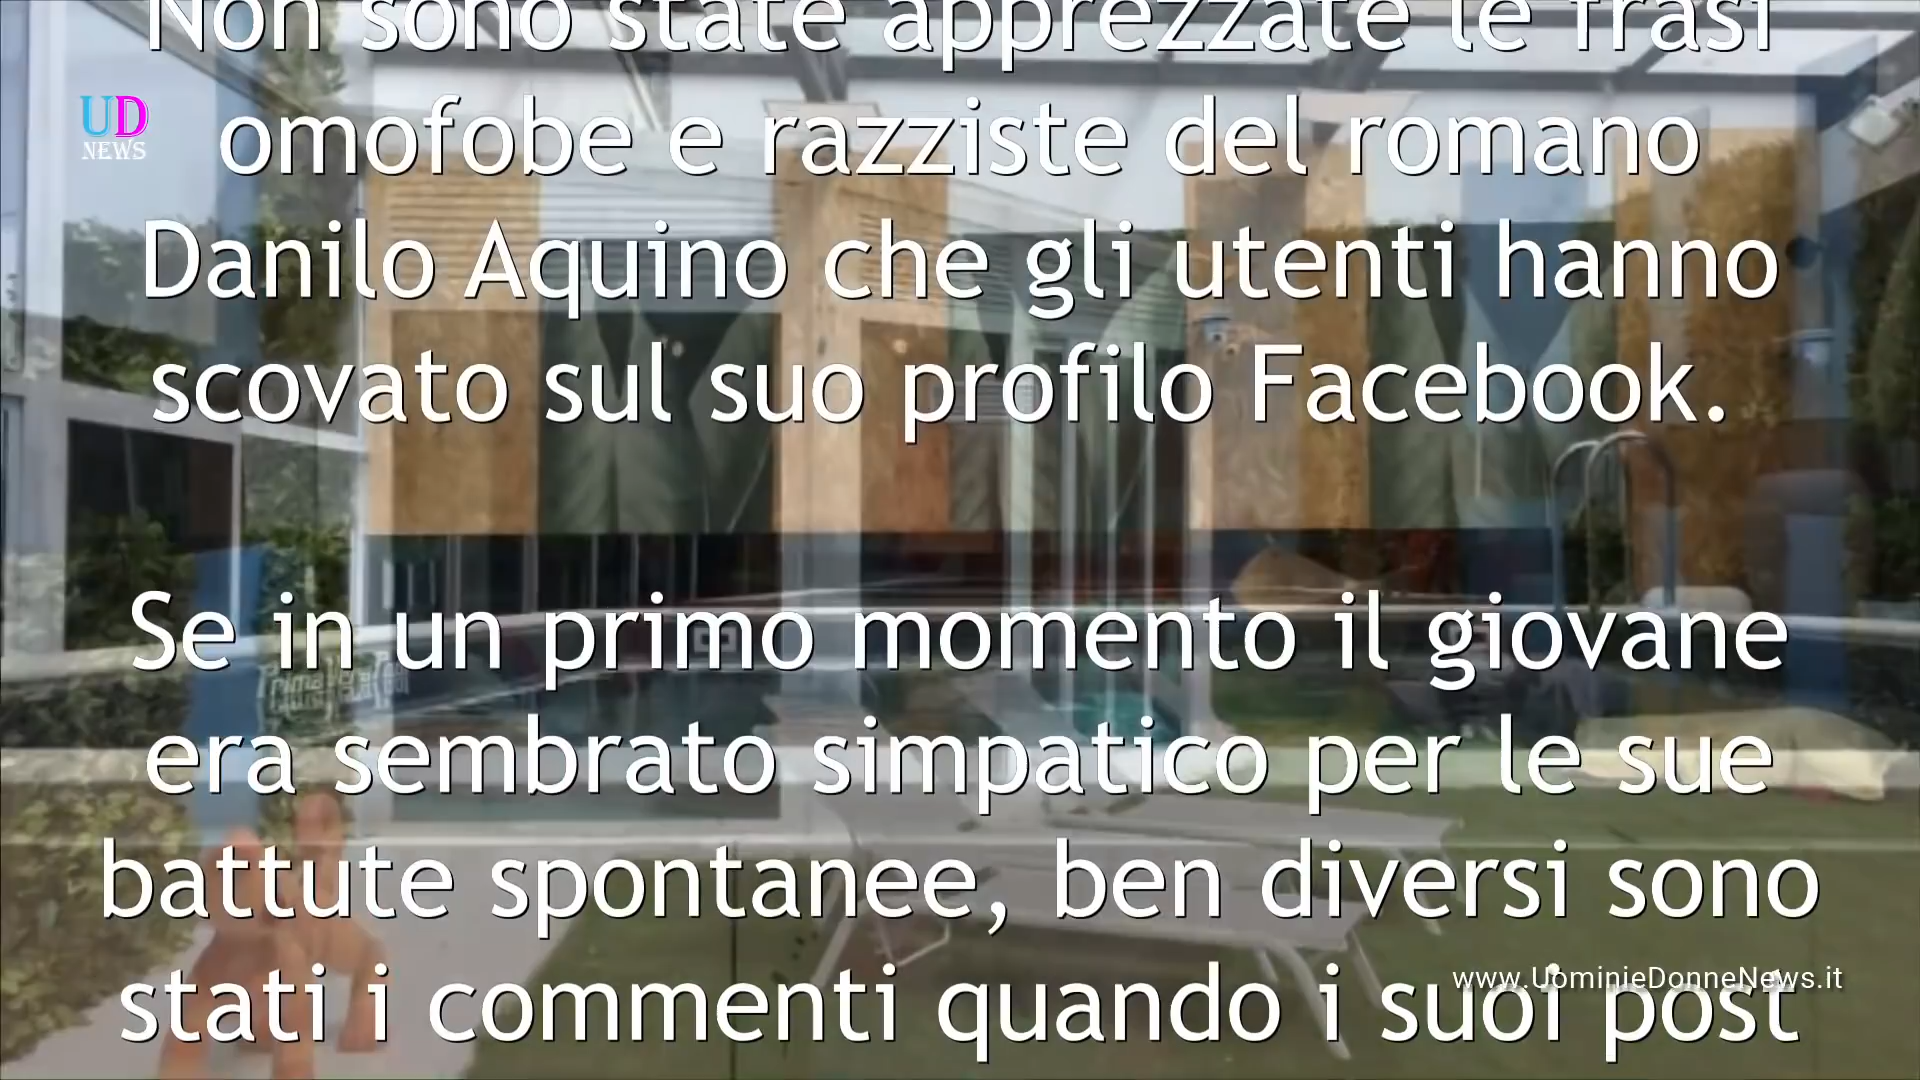 Non sono state apprezzate le frasi
UD
NEWS
omofobe e razziste del romano
Danilo Aquino che gli utenti hanno
scovato sul suo profilo Facebook.
Se in un primo momento il giovane
era sembrato simpatico per le sue
battute spontanee, ben diversi sono
stati i commenti quando i suoi post
www.UominieDonneNews.it